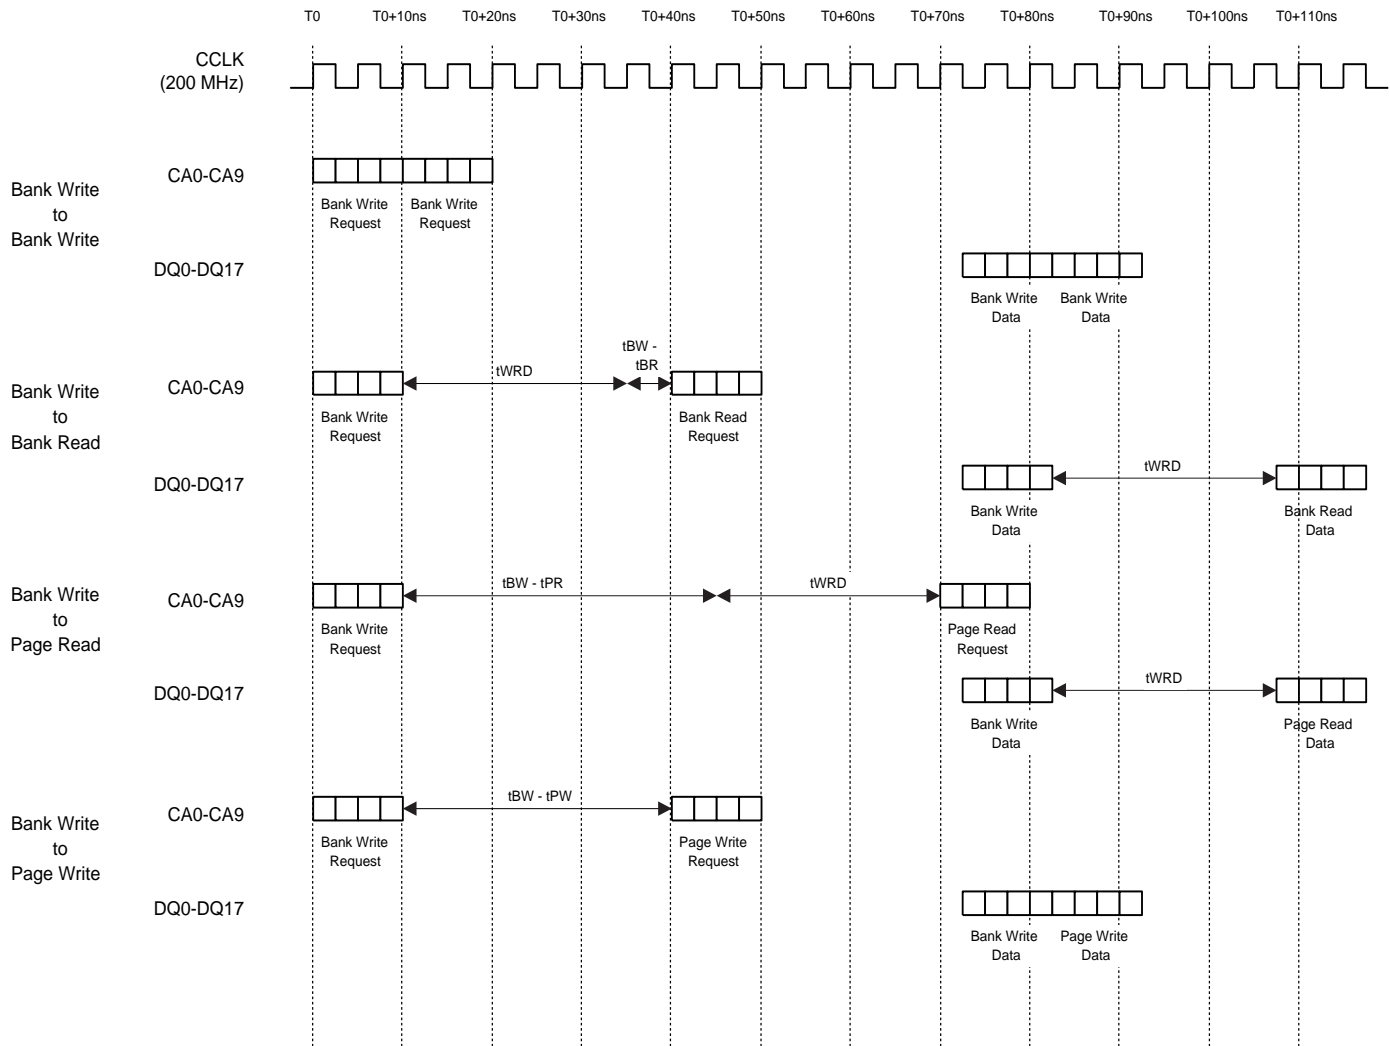 T0 T0+10ns T0+20ns T0+30ns T0+40ns T0+50ns T0+60ns T0+70ns T0+80ns T0+90ns T0+100ns T0+110ns
CCLK
(200 MHz)
Bank Write
to
Bank Write
CA0-CA9
Bank Write Bank Write
Request Request
DQ0-DQ17
Bank Write Bank Write
Data Data
Bank Write
to
Bank Read
CA0-CA9
tWRD
tBW -
tBR
Bank Write Bank Read
Request Request
DQ0-DQ17
tWRD
Bank Write Bank Read
Data Data
Bank Write
to
Page Read
CA0-CA9
tBW - tPR tWRD
Bank Write Page Read
Request Request
DQ0-DQ17
tWRD
Bank Write Page Read
Data Data
Bank Write
to
Page Write
CA0-CA9
tBW - tPW
Bank Write Page Write
Request Request
DQ0-DQ17
Bank Write Page Write
Data Data